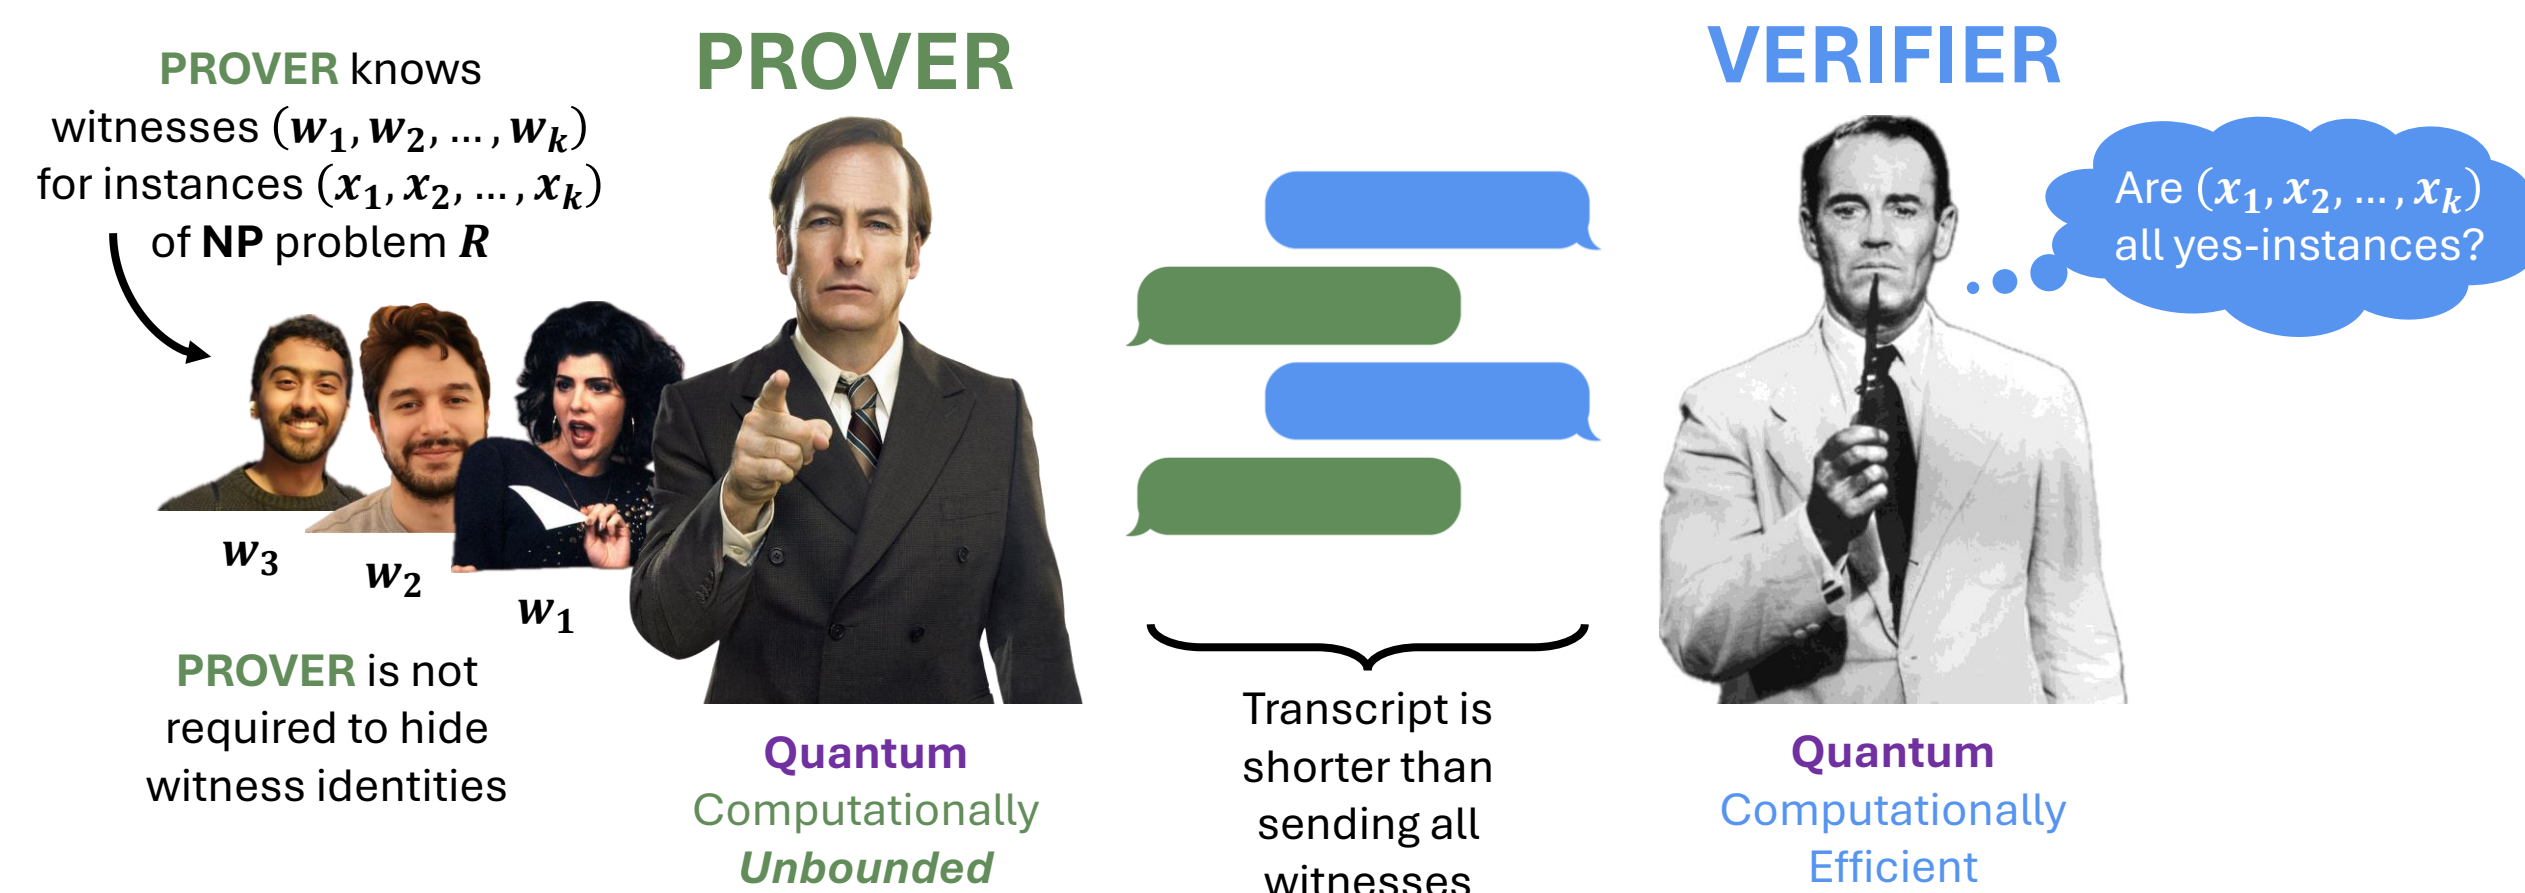 PROVER knows
witnesses (w₁, w₂, … , wₖ)
for instances (x₁, x₂, … , xₖ)
of NP problem R
w₃
w₂
w₁
PROVER is not
required to hide
witness identities
PROVER
Quantum
Computationally
Unbounded
Transcript is
shorter than
sending all
witnesses
VERIFIER
Are (x₁, x₂, … , xₖ)
all yes-instances?
Quantum
Computationally
Efficient